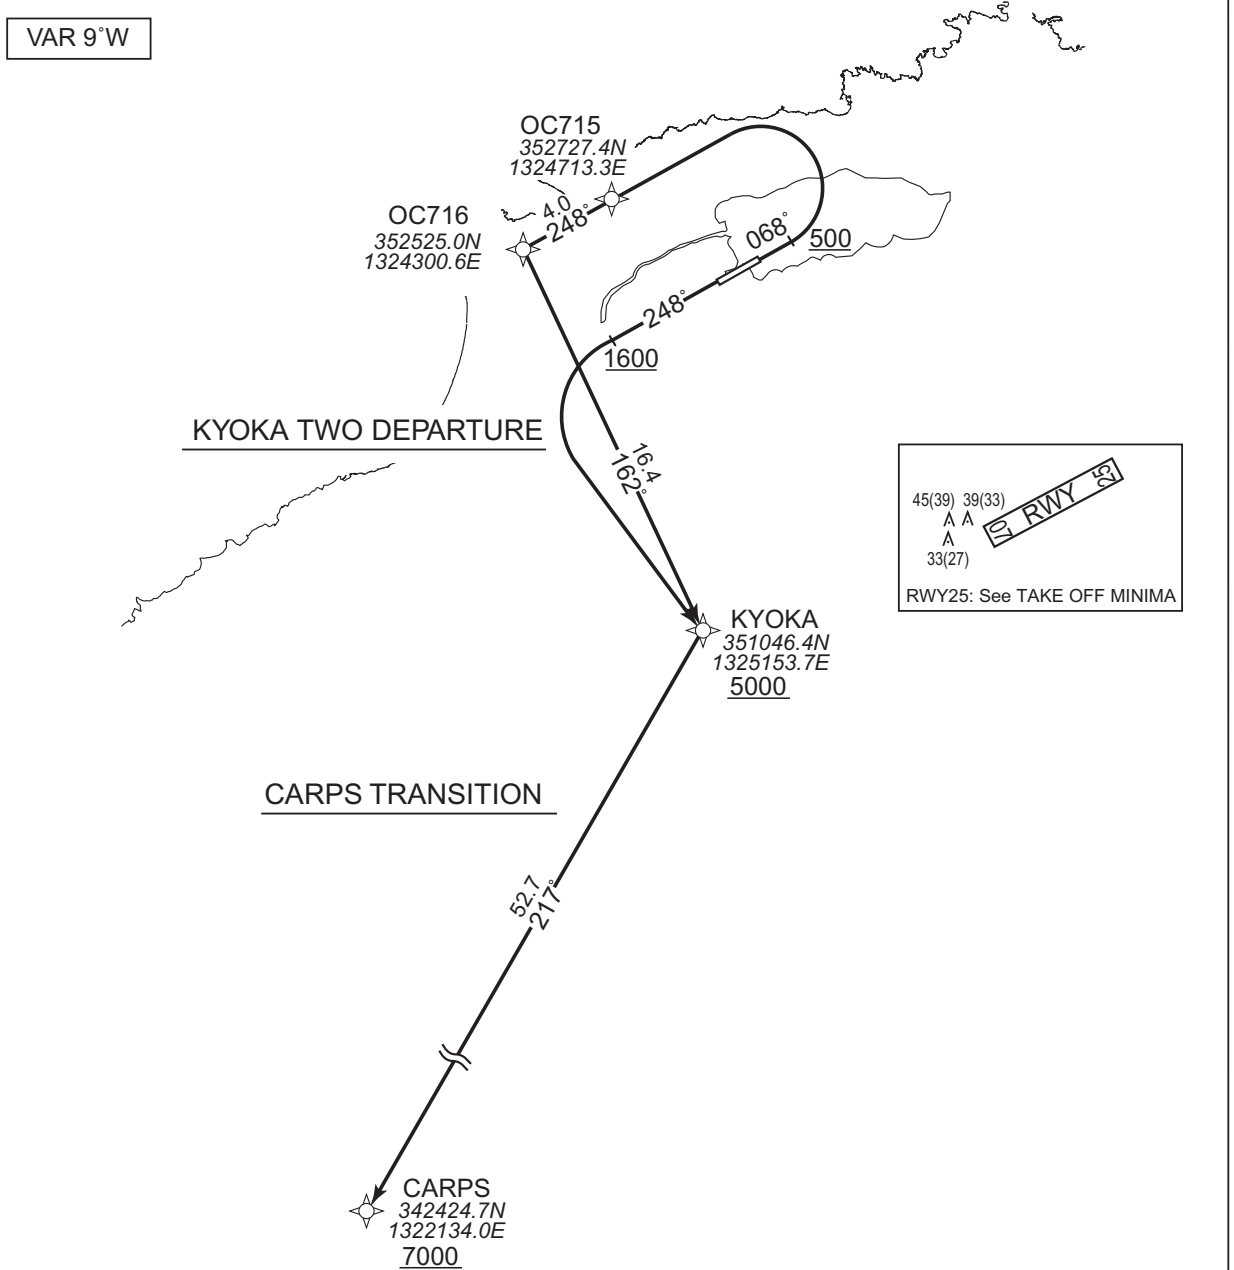 VAR 9°W
OC715
352727.4N
1324713.3E
OC716
352525.0N
1324300.6E
4.0
248°
068°
500
248°
1600
KYOKA TWO DEPARTURE
16.4
162°
45(39) 39(33)
33(27)
07 RWY 25
RWY25: See TAKE OFF MINIMA
KYOKA
351046.4N
1325153.7E
5000
CARPS TRANSITION
52.7
217°
CARPS
342424.7N
1322134.0E
7000